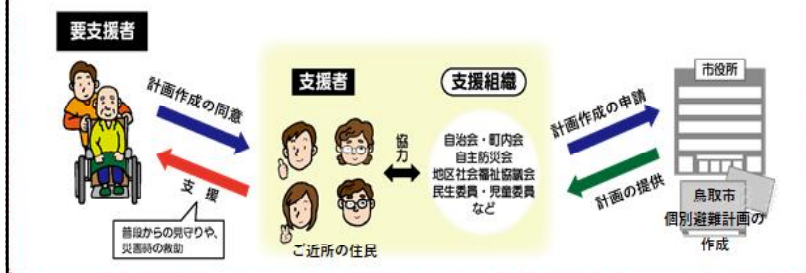 要支援者
計画作成の同意
支援
普段からの見守りや、
災害時の救助
支援者
ご近所の住民
協力
支援組織
自治会・町内会
自主防災会
地区社会福祉協議会
民生委員・児童委員
など
計画作成の申請
計画の提供
市役所
鳥取市
個別避難計画の
作成